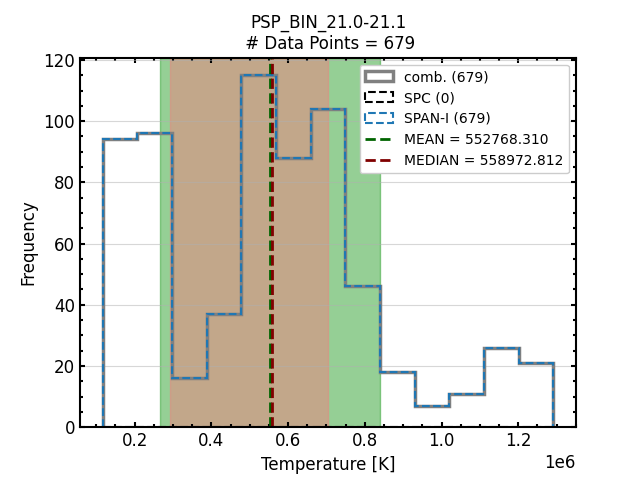 PSP_BIN_21.0-21.1
# Data Points = 679
120
100
80
60
40
20
0
Frequency
comb. (679)
SPC (0)
SPAN-I (679)
MEAN = 552768.310
MEDIAN = 558972.812
0.2 0.4 0.6 0.8 1.0 1.2
1e6
Temperature [K]